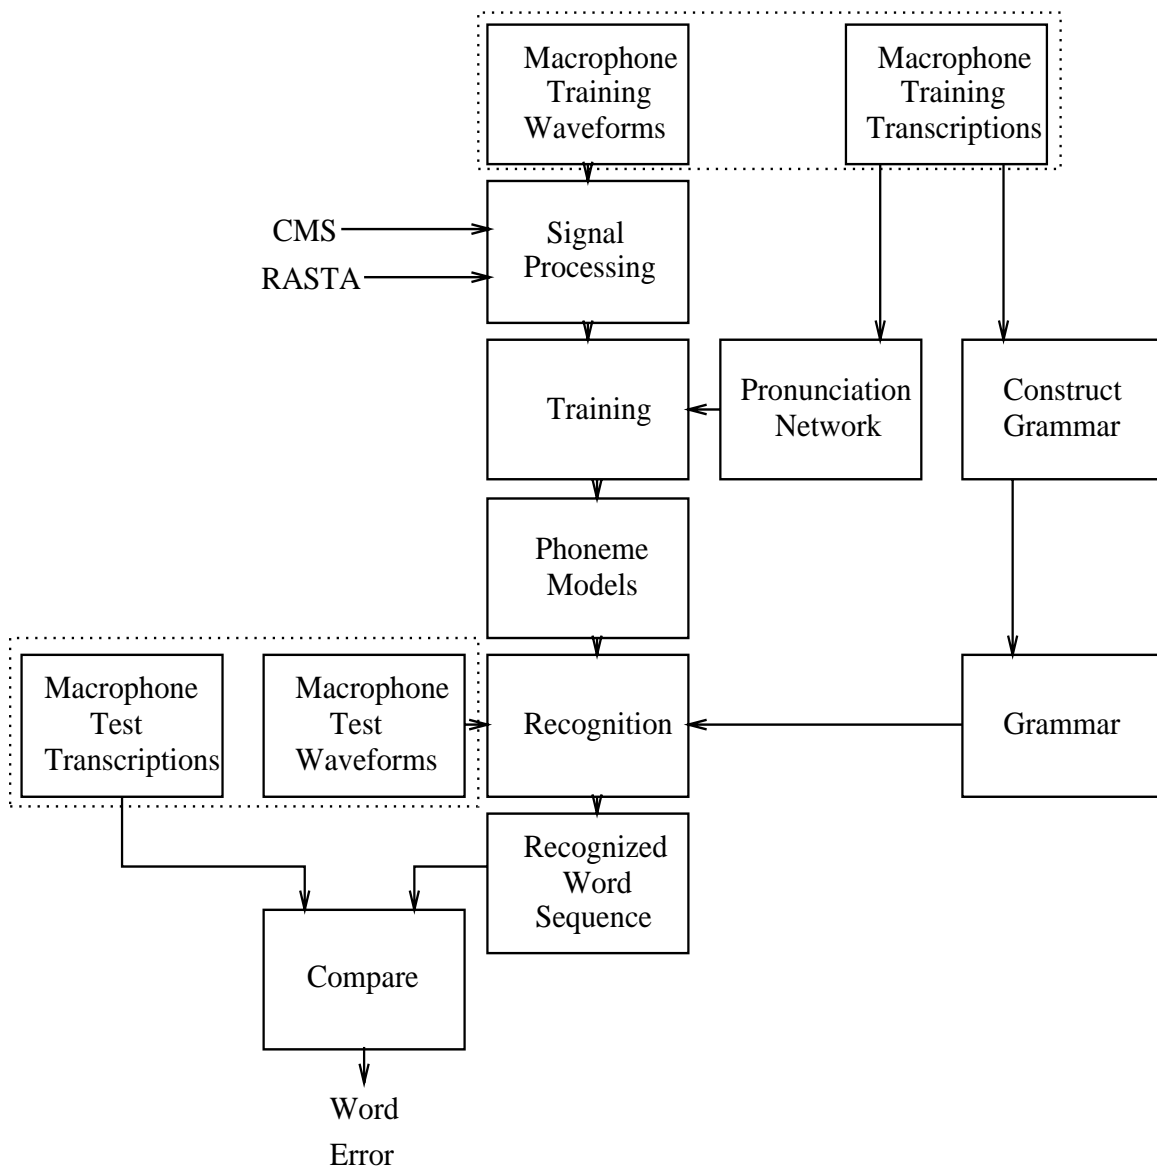 Macrophone
Training
Waveforms
Macrophone
Training
Transcriptions
CMS
RASTA
Signal
Processing
Training
Pronunciation
Network
Construct
Grammar
Phoneme
Models
Macrophone
Test
Transcriptions
Macrophone
Test
Waveforms
Recognition
Grammar
Recognized
Word
Sequence
Compare
Word
Error